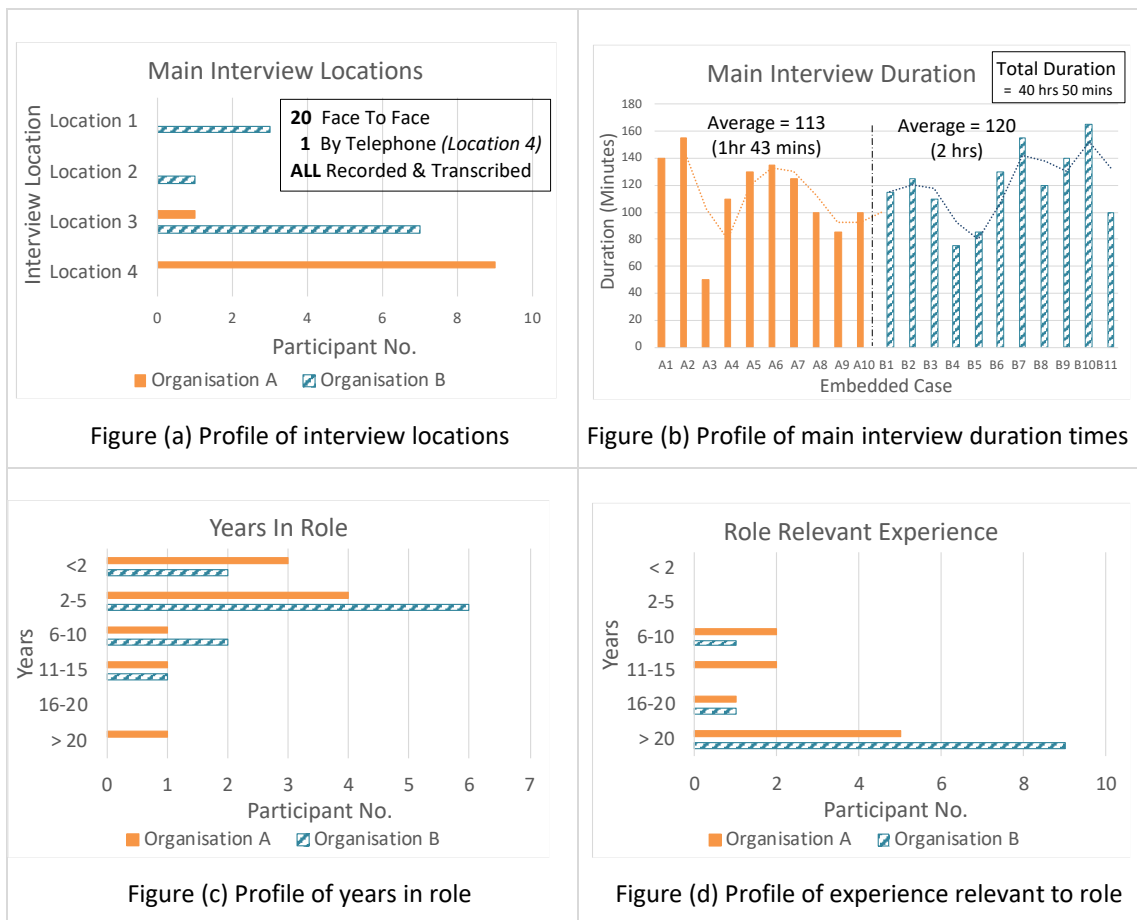 Main Interview Locations
Interview Location
Location 1
Location 2
Location 3
Location 4
20 Face To Face
1 By Telephone (Location 4)
ALL Recorded & Transcribed
0 2 4 6 8 10
Participant No.
Organisation A Organisation B
Figure (a) Profile of interview locations
Main Interview Duration
Total Duration
= 40 hrs 50 mins
Average = 113
(1hr 43 mins)
Average = 120
(2 hrs)
Duration (Minutes)
180
160
140
120
100
80
60
40
20
0
A1 A2 A3 A4 A5 A6 A7 A8 A9 A10 B1 B2 B3 B4 B5 B6 B7 B8 B9 B10 B11
Embedded Case
Figure (b) Profile of main interview duration times
Years In Role
Years
<2
2-5
6-10
11-15
16-20
> 20
0 1 2 3 4 5 6 7
Participant No.
Organisation A Organisation B
Figure (c) Profile of years in role
Role Relevant Experience
Years
< 2
2-5
6-10
11-15
16-20
> 20
0 2 4 6 8 10
Participant No.
Organisation A Organisation B
Figure (d) Profile of experience relevant to role